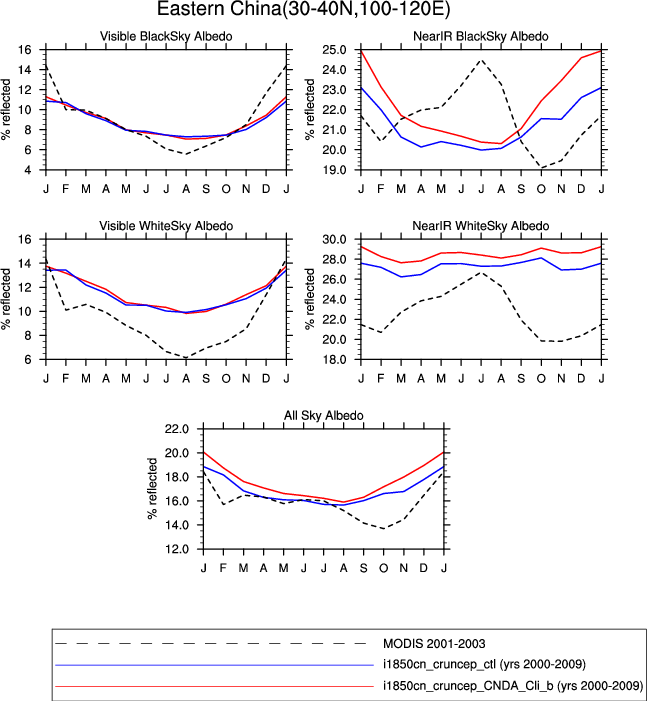 Eastern China(30-40N,100-120E)
Visible BlackSky Albedo
NearIR BlackSky Albedo
% reflected
16
14
12
10
8
6
4
J F M A M J J A S O N D J
% reflected
25.0
24.0
23.0
22.0
21.0
20.0
19.0
J F M A M J J A S O N D J
Visible WhiteSky Albedo
NearIR WhiteSky Albedo
% reflected
16
14
12
10
8
6
J F M A M J J A S O N D J
% reflected
30.0
28.0
26.0
24.0
22.0
20.0
18.0
J F M A M J J A S O N D J
All Sky Albedo
% reflected
22.0
20.0
18.0
16.0
14.0
12.0
J F M A M J J A S O N D J
MODIS 2001-2003
i1850cn_cruncep_ctl (yrs 2000-2009)
i1850cn_cruncep_CNDA_Cli_b (yrs 2000-2009)